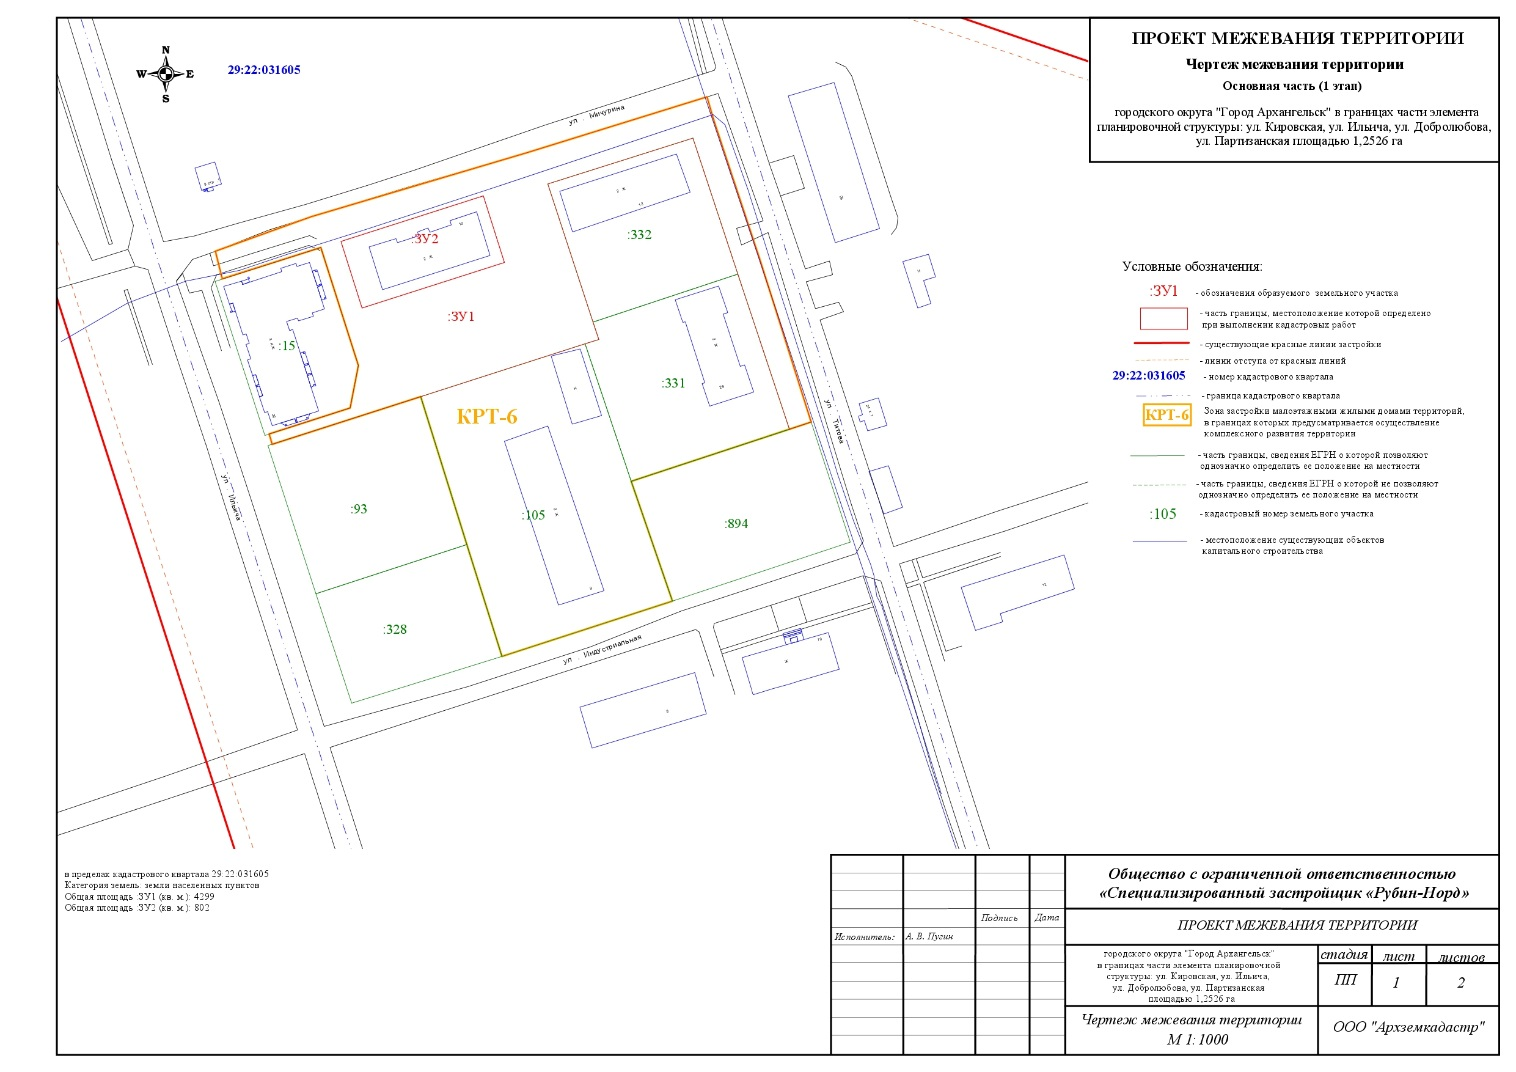 ПРОЕКТ МЕЖЕВАНИЯ ТЕРРИТОРИИ
Чертеж межевания территории
Основная часть (1 этап)
городского округа "Город Архангельск" в границах части элемента
планировочной структуры: ул. Кировская, ул. Ильича, ул. Добролюбова,
ул. Партизанская площадью 1,2526 га
N
W E
S
29:22:031605
ул Мичурина
:ЗУ2
:332
:ЗУ1
:15
:331
КРТ-6
ул Титова
ул Ильича
:93
:105
:894
:328
ул Индустриальная
Условные обозначения:
:ЗУ1 - обозначения образуемого земельного участка
- часть границы, местоположение которой определено
при выполнении кадастровых работ
- существующие красные линии застройки
- линии отступа от красных линий
29:22:031605 - номер кадастрового квартала
- граница кадастрового квартала
КРТ-6 Зона застройки малоэтажными жилыми домами территорий,
в границах которых предусматривается осуществление
комплексного развития территории
- часть границы, сведения ЕГРН о которой позволяют
однозначно определить ее положение на местности
- часть границы, сведения ЕГРН о которой не позволяют
однозначно определить ее положение на местности
:105 - кадастровый номер земельного участка
- местоположение существующих объектов
капитального строительства
в пределах кадастрового квартала 29:22:031605
Категория земель: земли населенных пунктов
Общая площадь :ЗУ1 (кв. м.): 4299
Общая площадь :ЗУ2 (кв. м.): 802
Подпись Дата
Исполнитель: А. В. Пугин
Общество с ограниченной ответственностью
«Специализированный застройщик «Рубин-Норд»
ПРОЕКТ МЕЖЕВАНИЯ ТЕРРИТОРИИ
городского округа "Город Архангельск"
в границах части элемента планировочной
структуры: ул. Кировская, ул. Ильича,
ул. Добролюбова, ул. Партизанская
площадью 1,2526 га
стадия лист листов
ПП 1 2
Чертеж межевания территории
М 1:1000
ООО "Архземкадастр"